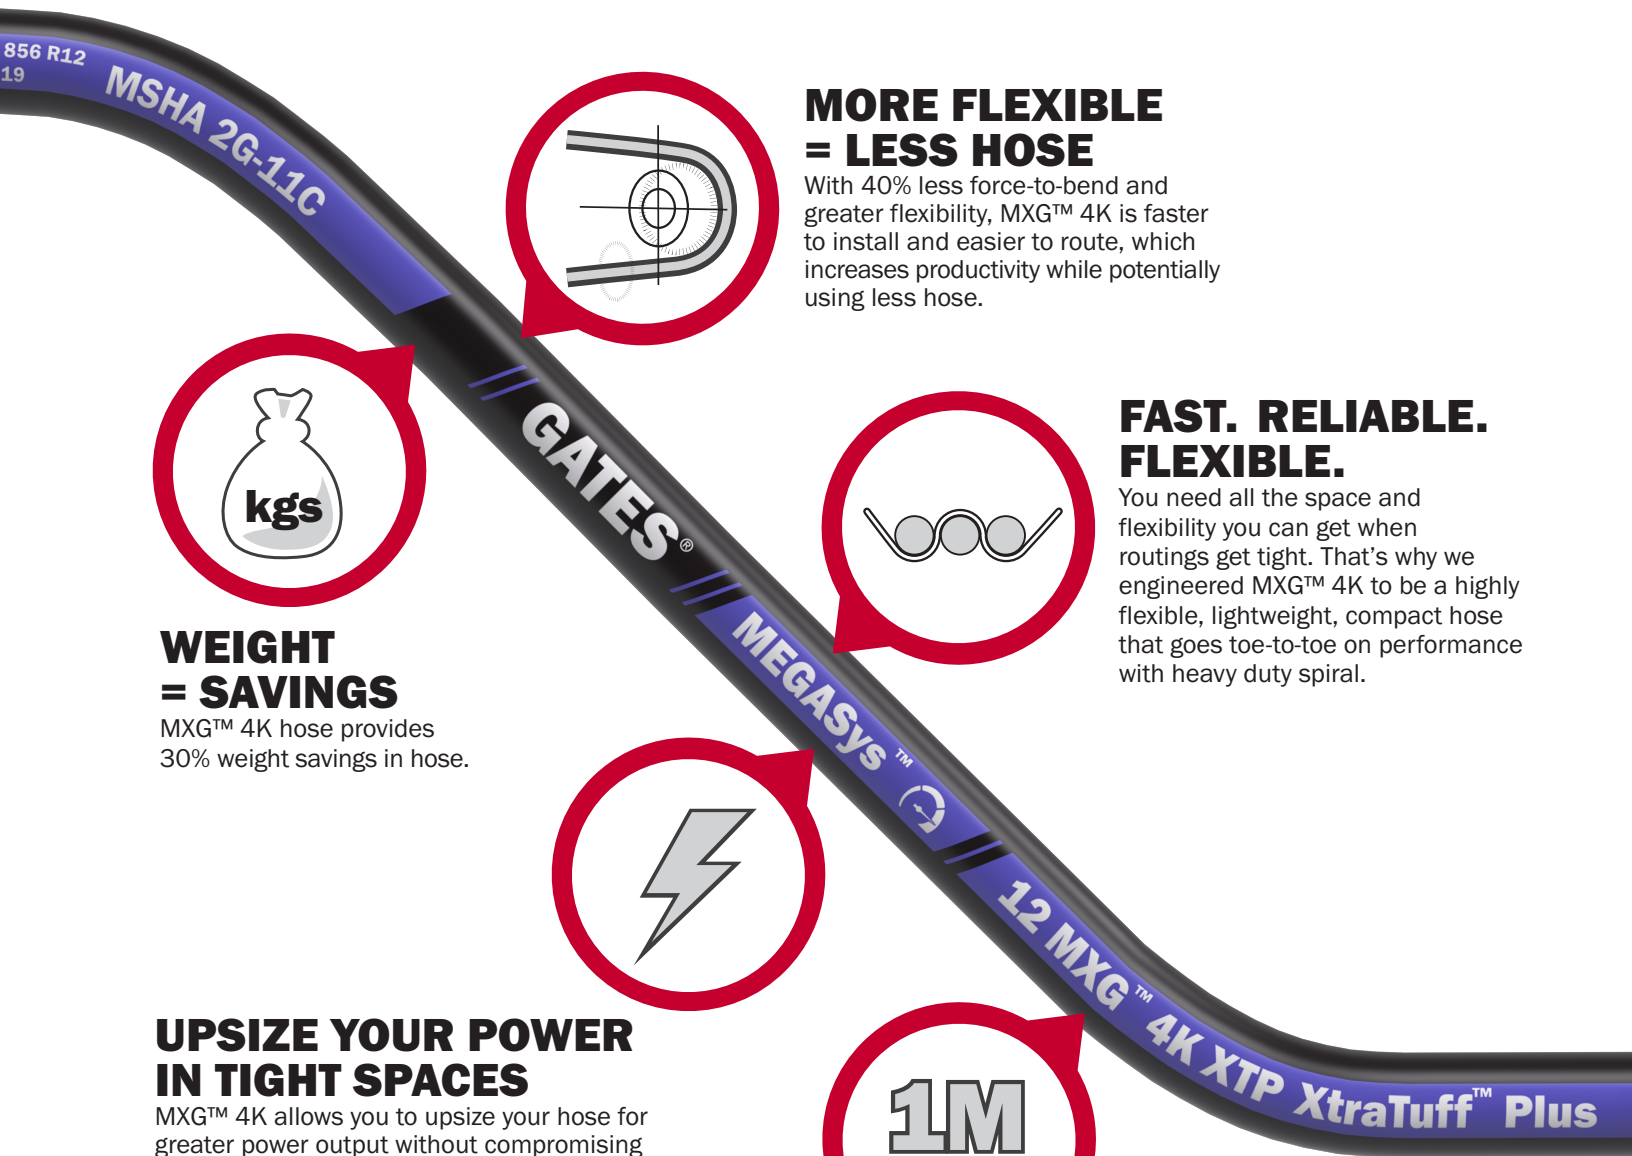 856 R12
19
MSHA 2G-11C
MORE FLEXIBLE
= LESS HOSE
With 40% less force-to-bend and
greater flexibility, MXG™ 4K is faster
to install and easier to route, which
increases productivity while potentially
using less hose.
GATES®
kgs
WEIGHT
= SAVINGS
MXG™ 4K hose provides
30% weight savings in hose.
FAST. RELIABLE.
FLEXIBLE.
You need all the space and
flexibility you can get when
routings get tight. That’s why we
engineered MXG™ 4K to be a highly
flexible, lightweight, compact hose
that goes toe-to-toe on performance
with heavy duty spiral.
MEGASys™
12 MXG™ 4K XTP XtraTuff™ Plus
UPSIZE YOUR POWER
IN TIGHT SPACES
MXG™ 4K allows you to upsize your hose for
greater power output without compromising
1M